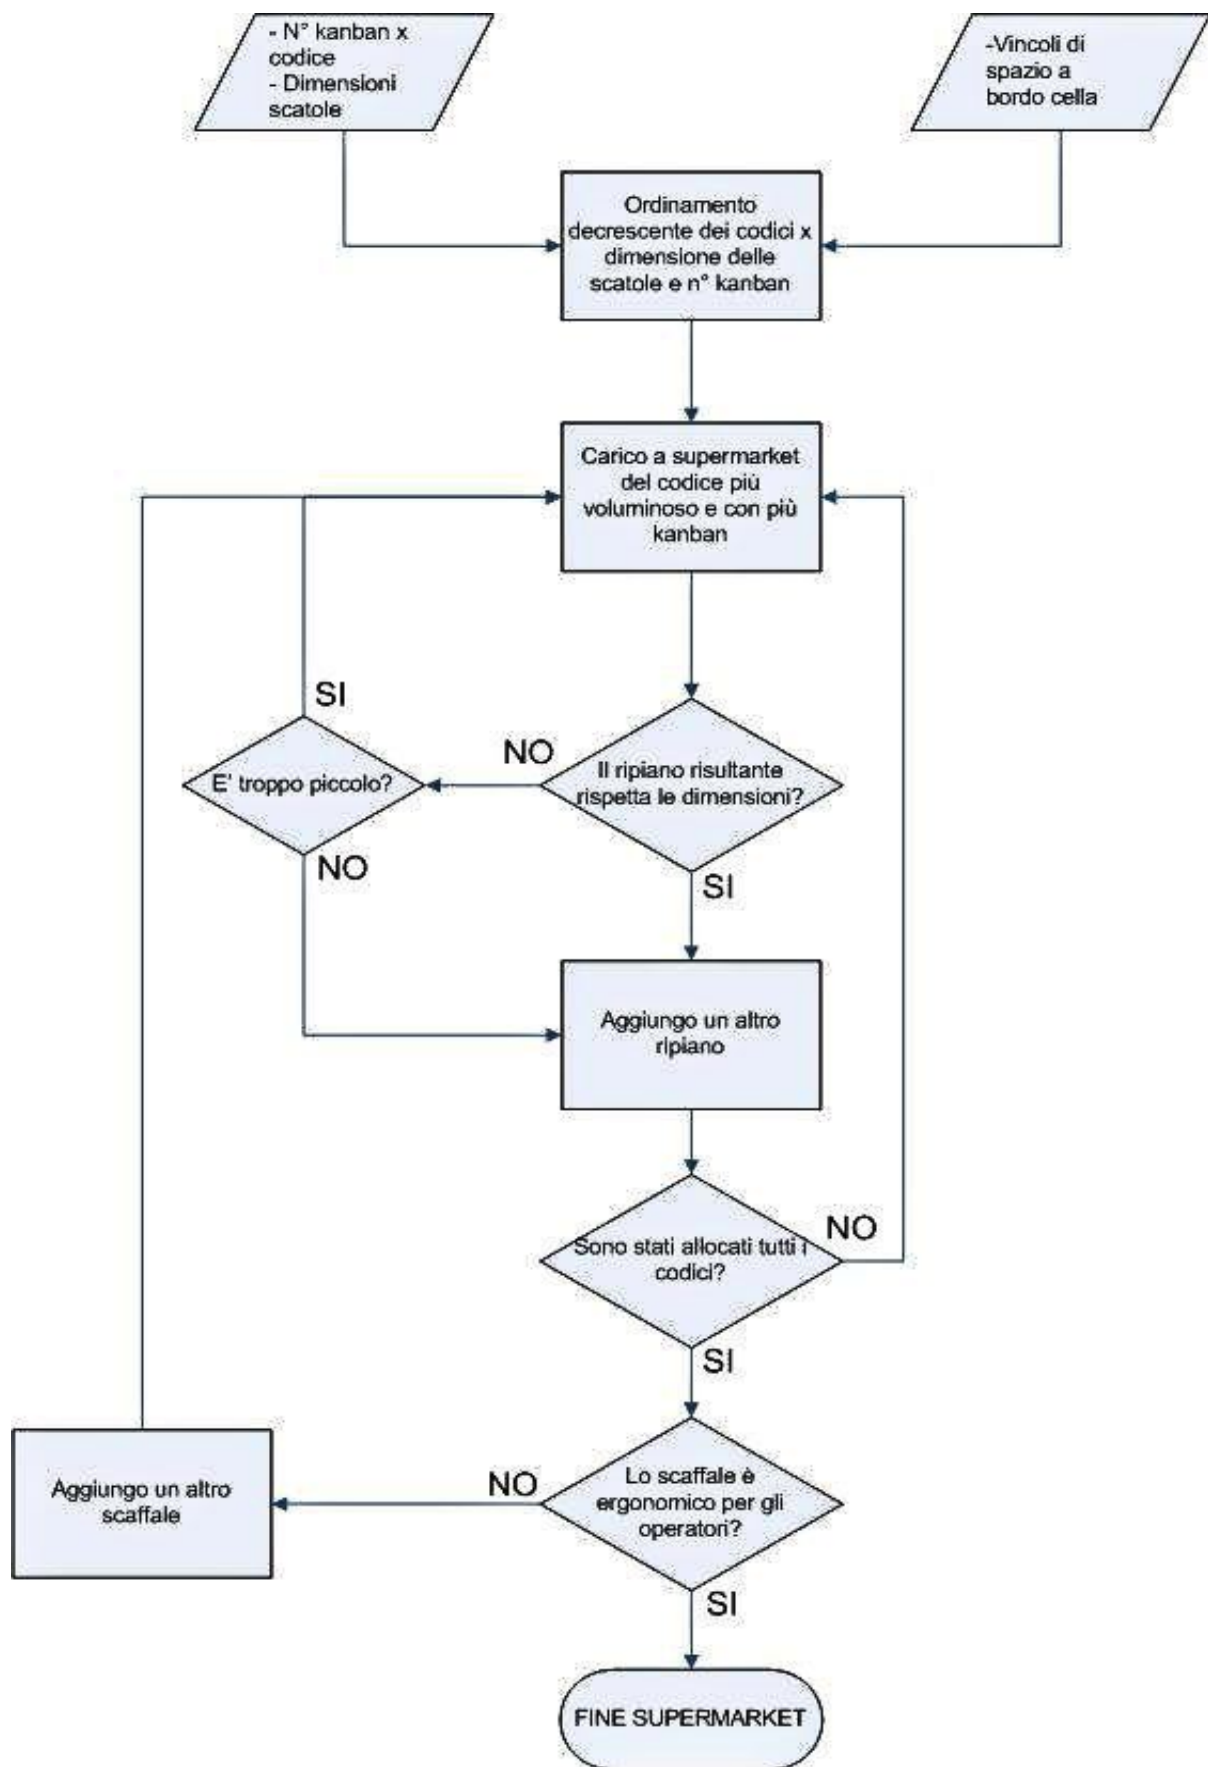 - N° kanban x
codice
- Dimensioni
scatole
-Vincoli di
spazio a
bordo cella
Ordinamento
decrescente dei codici x
dimensione delle
scatole e n° kanban
Carico a supermarket
del codice più
voluminoso e con più
kanban
SI
NO
E' troppo piccolo?
Il ripiano risultante
rispetta le dimensioni?
NO
SI
Aggiungo un altro
ripiano
NO
Sono stati allocati tutti i
codici?
SI
Aggiungo un altro
scaffale
NO
Lo scaffale è
ergonomico per gli
operatori?
SI
FINE SUPERMARKET